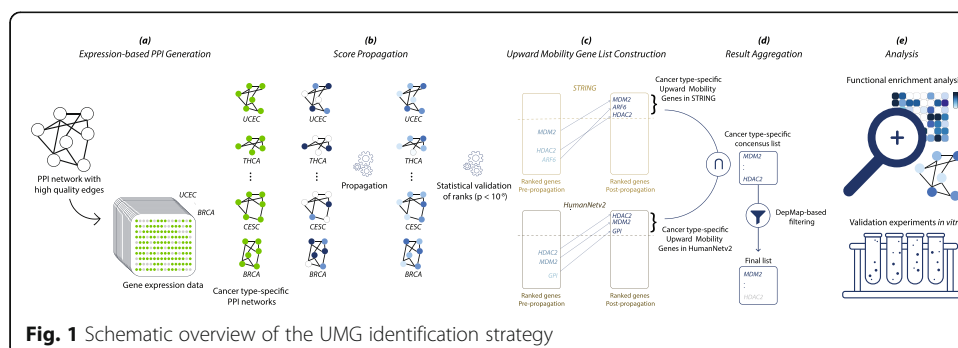 (a)
Expression-based PPI Generation
PPI network with
high quality edges
UCEC
BRCA
Gene expression data
(b)
Score Propagation
UCEC
THCA
⋮
CESC
BRCA
Cancer type-specific
PPI networks
UCEC
THCA
⋮
CESC
BRCA
Propagation
UCEC
THCA
⋮
CESC
BRCA
Statistical validation
of ranks (p < 10⁻⁶)
(c)
Upward Mobility Gene List Construction
STRING
MDM2
HDAC2
ARF6
Ranked genes
Pre-propagation
MDM2
ARF6
HDAC2
Ranked genes
Post-propagation
Cancer type-specific
Upward Mobility
Genes in STRING
HumanNetv2
HDAC2
MDM2
GPI
Ranked genes
Pre-propagation
HDAC2
MDM2
GPI
Ranked genes
Post-propagation
Cancer type-specific
Upward Mobility
Genes in HumanNetv2
(d)
Result Aggregation
∩
Cancer type-specific
concensus list
MDM2
:
HDAC2
DepMap-based
filtering
Final list
MDM2
:
HDAC2
(e)
Analysis
Functional enrichment analysi
Validation experiments in vitr
Fig. 1 Schematic overview of the UMG identification strategy